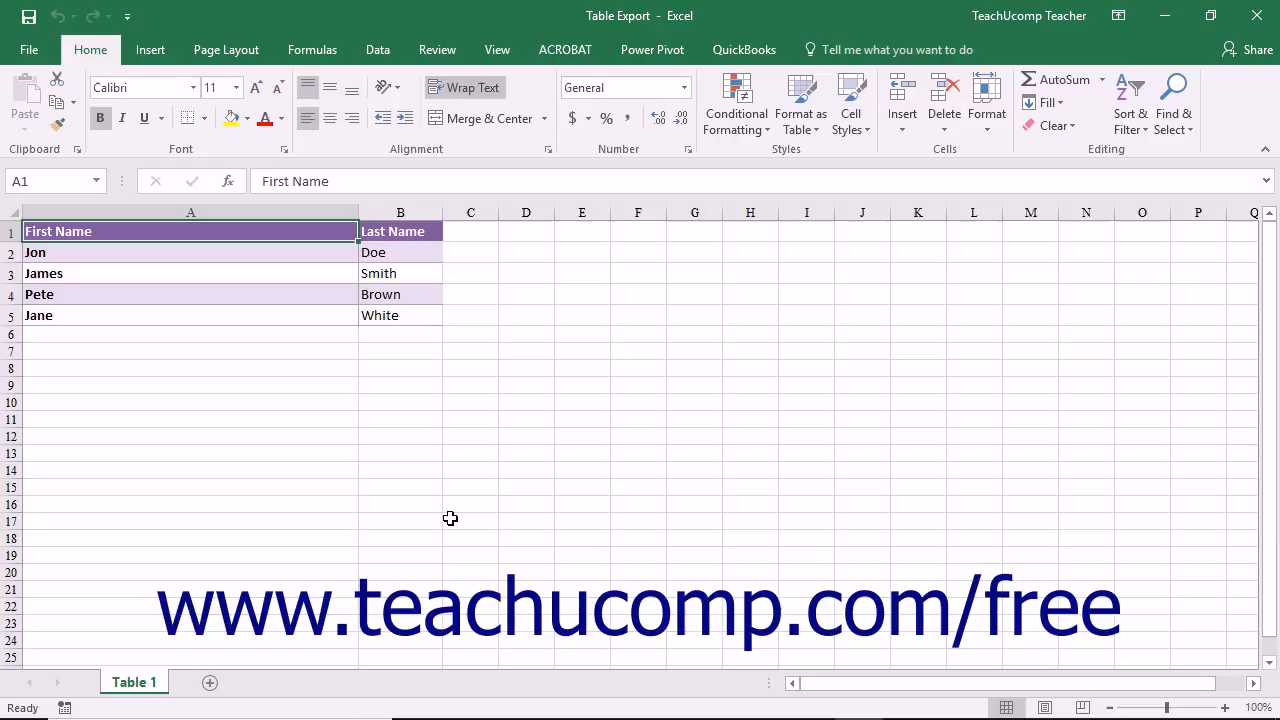 Table Export - Excel
TeachUcomp Teacher
File Home Insert Page Layout Formulas Data Review View ACROBAT Power Pivot QuickBooks Tell me what you want to do Share
Calibri 11 Wrap Text General AutoSum
Paste Conditional Formatting Format as Table Cell Styles Insert Delete Format Fill Sort & Filter Find & Select
B I U Merge & Center $ % , Clear
Clipboard Font Alignment Number Styles Cells Editing
A1 fx First Name
A B C D E F G H I J K L M N O P Q
1 First Name Last Name
2 Jon Doe
3 James Smith
4 Pete Brown
5 Jane White
6
7
8
9
10
11
12
13
14
15
16
17
18
19
20
21
22
23
24
25
www.teachucomp.com/free
Table 1
Ready 100%